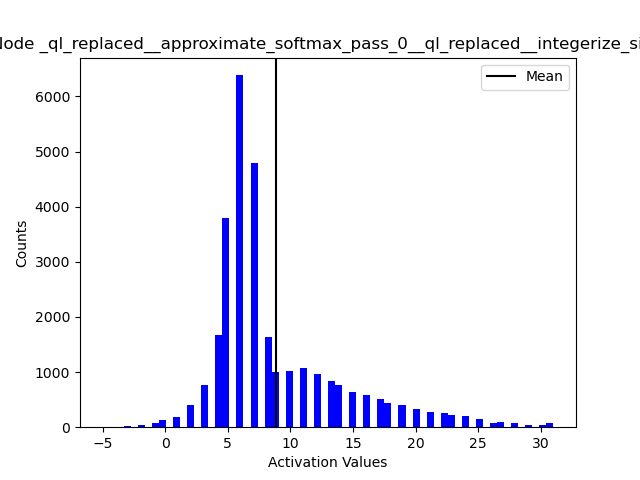 Node _ql_replaced__approximate_softmax_pass_0__ql_replaced__integerize_si
Mean
6000
5000
4000
3000
2000
1000
0
Counts
−5 0 5 10 15 20 25 30
Activation Values